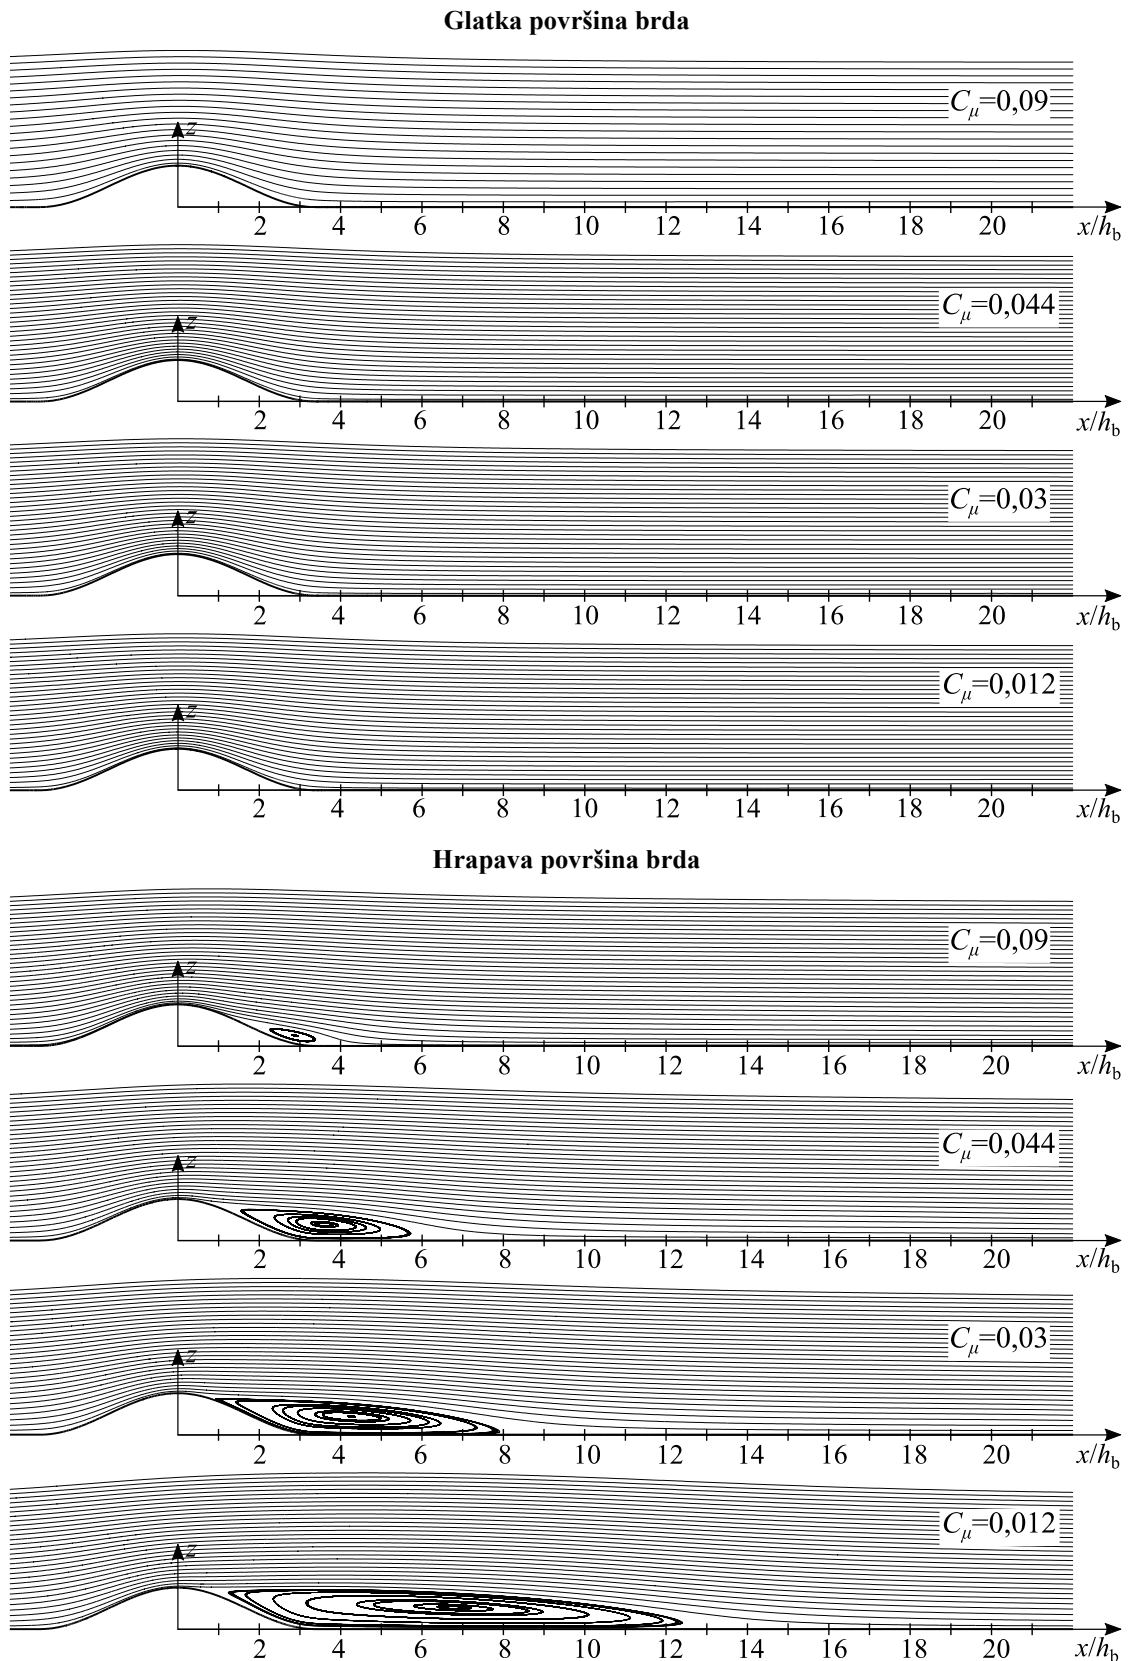 Glatka površina brda
z
Cμ=0,09
2 4 6 8 10 12 14 16 18 20 x/hb
z
Cμ=0,044
2 4 6 8 10 12 14 16 18 20 x/hb
z
Cμ=0,03
2 4 6 8 10 12 14 16 18 20 x/hb
z
Cμ=0,012
2 4 6 8 10 12 14 16 18 20 x/hb
Hrapava površina brda
z
Cμ=0,09
2 4 6 8 10 12 14 16 18 20 x/hb
z
Cμ=0,044
2 4 6 8 10 12 14 16 18 20 x/hb
z
Cμ=0,03
2 4 6 8 10 12 14 16 18 20 x/hb
z
Cμ=0,012
2 4 6 8 10 12 14 16 18 20 x/hb